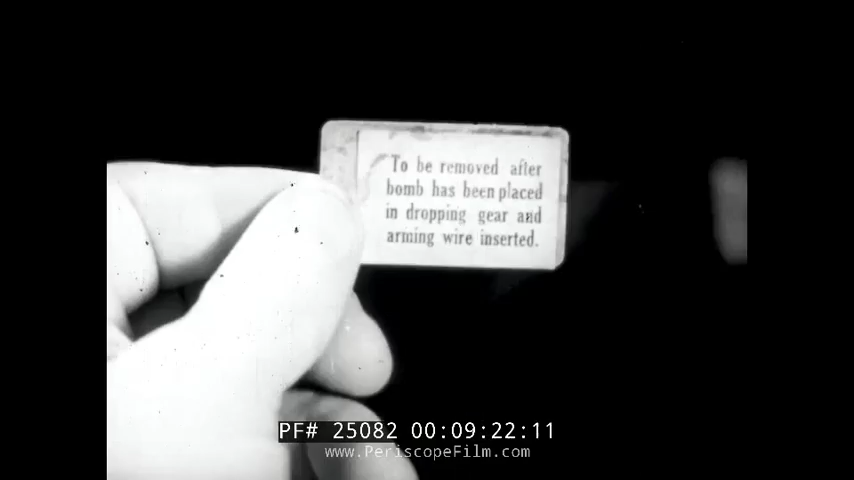 To be removed after
bomb has been placed
in dropping gear and
arming wire inserted.
PF# 25082 00:09:22:11
www.PeriscopeFilm.com